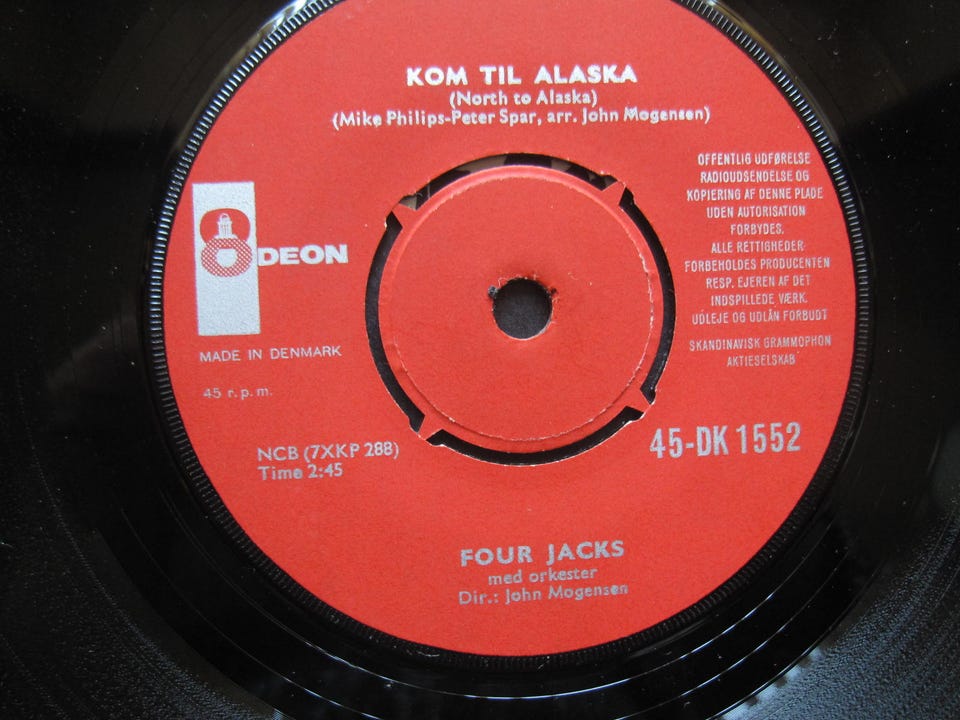 KOM TIL ALASKA
(North to Alaska)
(Mike Philips-Peter Spar, arr. John Mogensen)
OFFENTLIG UDFØRELSE
RADIOUDSENDELSE OG
KOPIERING AF DENNE PLADE
UDEN AUTORISATION
FORBYDES.
ALLE RETTIGHEDER
FORBEHOLDES PRODUCENTEN
RESP. EJEREN AF DET
INDSPILLEDE VÆRK.
UDLEJE OG UDLÅN FORBUDT
SKANDINAVISK GRAMMOPHON
AKTIESELSKAB
ODEON
MADE IN DENMARK
45 r.p.m.
NCB (7XKP 288)
Time 2:45
45-DK 1552
FOUR JACKS
med orkester
Dir.: John Mogensen